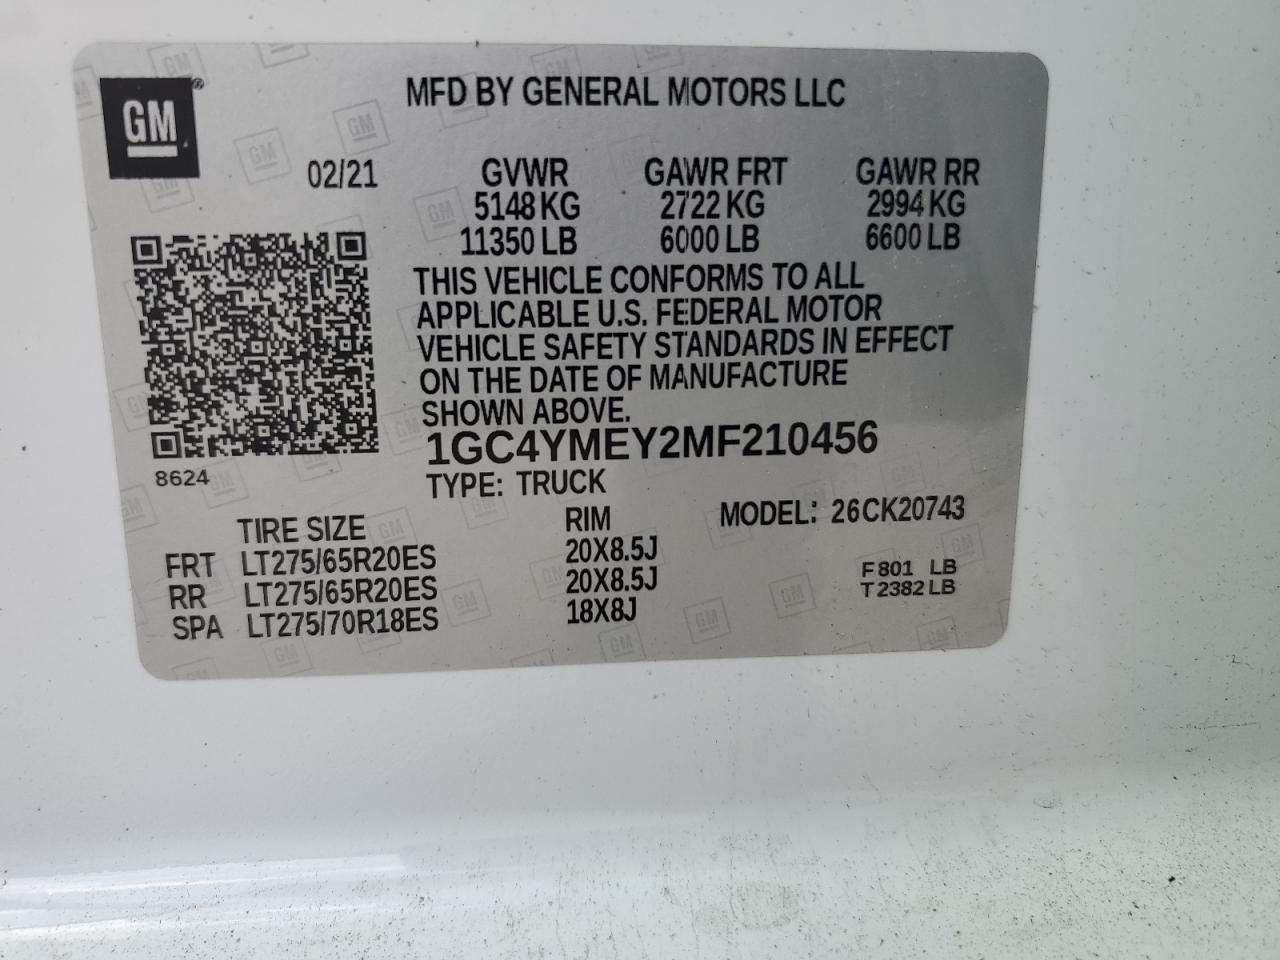 GM®
MFD BY GENERAL MOTORS LLC
02/21 GVWR GAWR FRT GAWR RR
5148 KG 2722 KG 2994 KG
11350 LB 6000 LB 6600 LB
THIS VEHICLE CONFORMS TO ALL
APPLICABLE U.S. FEDERAL MOTOR
VEHICLE SAFETY STANDARDS IN EFFECT
ON THE DATE OF MANUFACTURE
SHOWN ABOVE.
1GC4YMEY2MF210456
8624
TYPE: TRUCK
TIRE SIZE RIM MODEL: 26CK20743
FRT LT275/65R20ES 20X8.5J
RR LT275/65R20ES 20X8.5J
SPA LT275/70R18ES 18X8J
F 801 LB
T 2382 LB